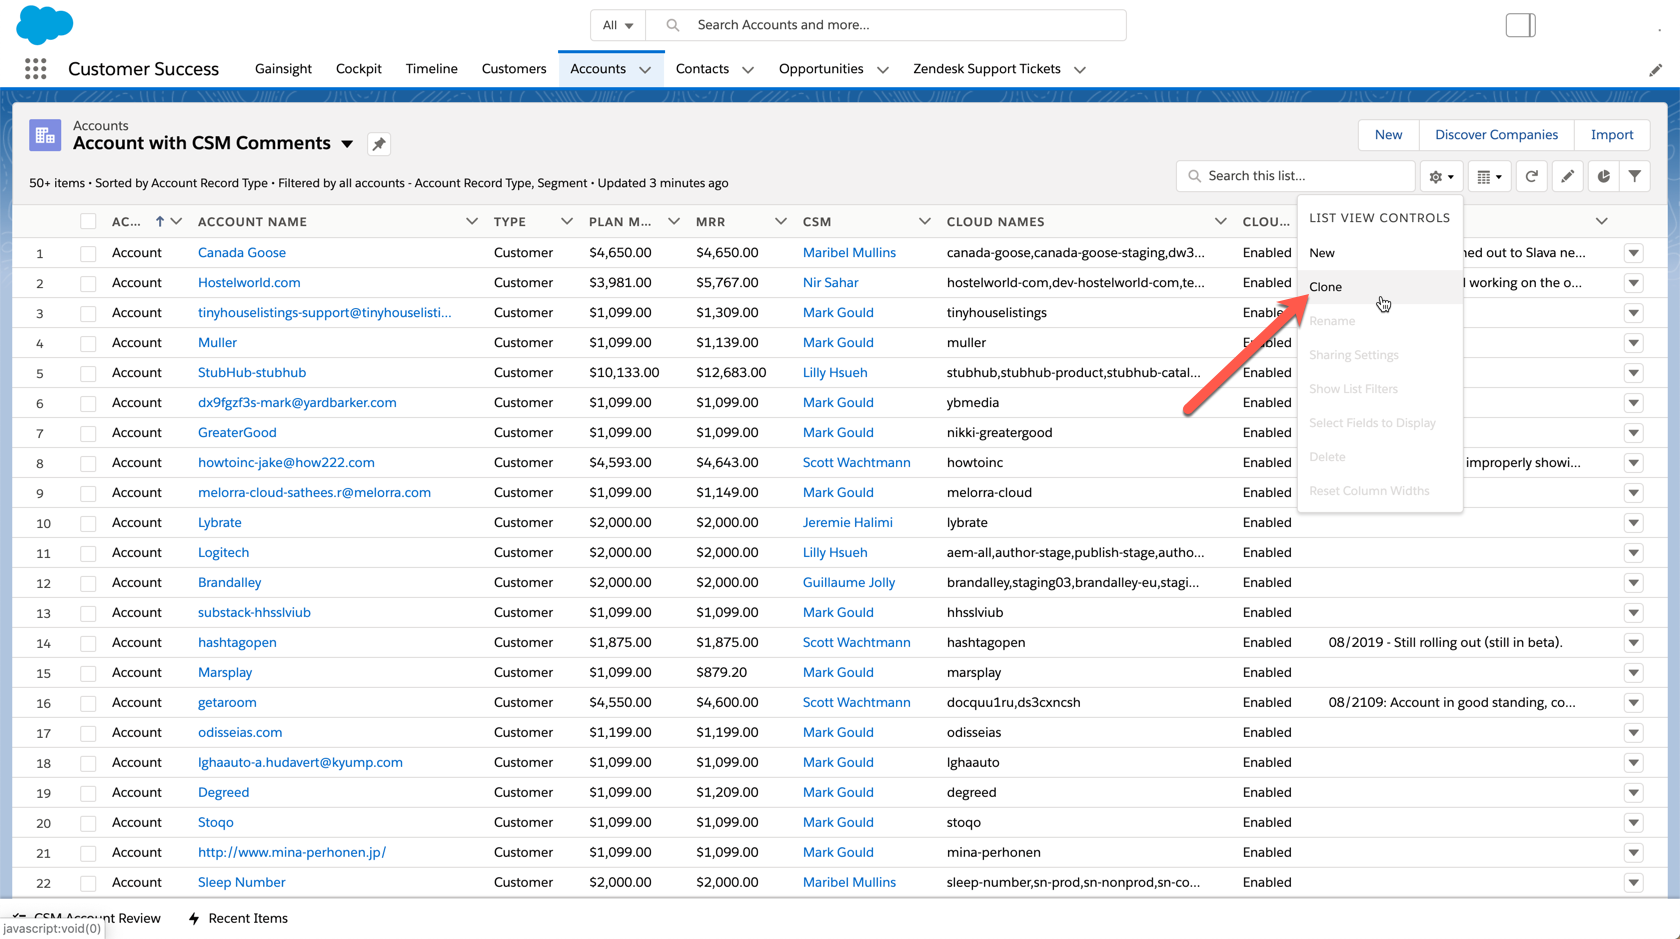 All
Search Accounts and more...
Customer Success
Gainsight
Cockpit
Timeline
Customers
Accounts
Contacts
Opportunities
Zendesk Support Tickets
Accounts
Account with CSM Comments
New
Discover Companies
Import
50+ items • Sorted by Account Record Type • Filtered by all accounts - Account Record Type, Segment • Updated 3 minutes ago
Search this list...
AC... ACCOUNT NAME TYPE PLAN M... MRR CSM CLOUD NAMES CLOU...
1 Account Canada Goose Customer $4,650.00 $4,650.00 Maribel Mullins canada-goose,canada-goose-staging,dw3... Enabled ned out to Slava ne...
2 Account Hostelworld.com Customer $3,981.00 $5,767.00 Nir Sahar hostelworld-com,dev-hostelworld-com,te... Enabled working on the o...
3 Account tinyhouselistings-support@tinyhouselisti... Customer $1,099.00 $1,309.00 Mark Gould tinyhouselistings Enable
4 Account Muller Customer $1,099.00 $1,139.00 Mark Gould muller Enabled
5 Account StubHub-stubhub Customer $10,133.00 $12,683.00 Lilly Hsueh stubhub,stubhub-product,stubhub-catal... Enabled
6 Account dx9fgzf3s-mark@yardbarker.com Customer $1,099.00 $1,099.00 Mark Gould ybmedia Enabled
7 Account GreaterGood Customer $1,099.00 $1,099.00 Mark Gould nikki-greatergood Enabled
8 Account howtoinc-jake@how222.com Customer $4,593.00 $4,643.00 Scott Wachtmann howtoinc Enabled improperly showi...
9 Account melorra-cloud-sathees.r@melorra.com Customer $1,099.00 $1,149.00 Mark Gould melorra-cloud Enabled
10 Account Lybrate Customer $2,000.00 $2,000.00 Jeremie Halimi lybrate Enabled
11 Account Logitech Customer $2,000.00 $2,000.00 Lilly Hsueh aem-all,author-stage,publish-stage,autho... Enabled
12 Account Brandalley Customer $2,000.00 $2,000.00 Guillaume Jolly brandalley,staging03,brandalley-eu,stagi... Enabled
13 Account substack-hhsslviub Customer $1,099.00 $1,099.00 Mark Gould hhsslviub Enabled
14 Account hashtagopen Customer $1,875.00 $1,875.00 Scott Wachtmann hashtagopen Enabled 08/2019 - Still rolling out (still in beta).
15 Account Marsplay Customer $1,099.00 $879.20 Mark Gould marsplay Enabled
16 Account getaroom Customer $4,550.00 $4,600.00 Scott Wachtmann docquu1ru,ds3cxncsh Enabled 08/2109: Account in good standing, co...
17 Account odisseias.com Customer $1,199.00 $1,199.00 Mark Gould odisseias Enabled
18 Account lghaauto-a.hudavert@kyump.com Customer $1,099.00 $1,099.00 Mark Gould lghaauto Enabled
19 Account Degreed Customer $1,099.00 $1,209.00 Mark Gould degreed Enabled
20 Account Stoqo Customer $1,099.00 $1,099.00 Mark Gould stoqo Enabled
21 Account http://www.mina-perhonen.jp/ Customer $1,099.00 $1,099.00 Mark Gould mina-perhonen Enabled
22 Account Sleep Number Customer $2,000.00 $2,000.00 Maribel Mullins sleep-number,sn-prod,sn-nonprod,sn-co... Enabled
LIST VIEW CONTROLS
New
Clone
Rename
Sharing Settings
Show List Filters
Select Fields to Display
Delete
Reset Column Widths
CSM Account Review
Recent Items
javascript:void(0)